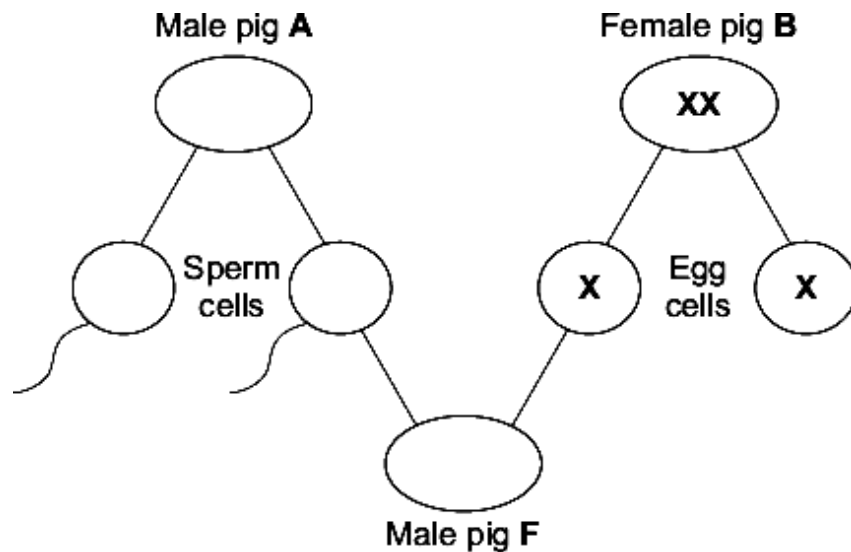 Male pig A
Female pig B
XX
Sperm
cells
X
Egg
cells
X
Male pig F